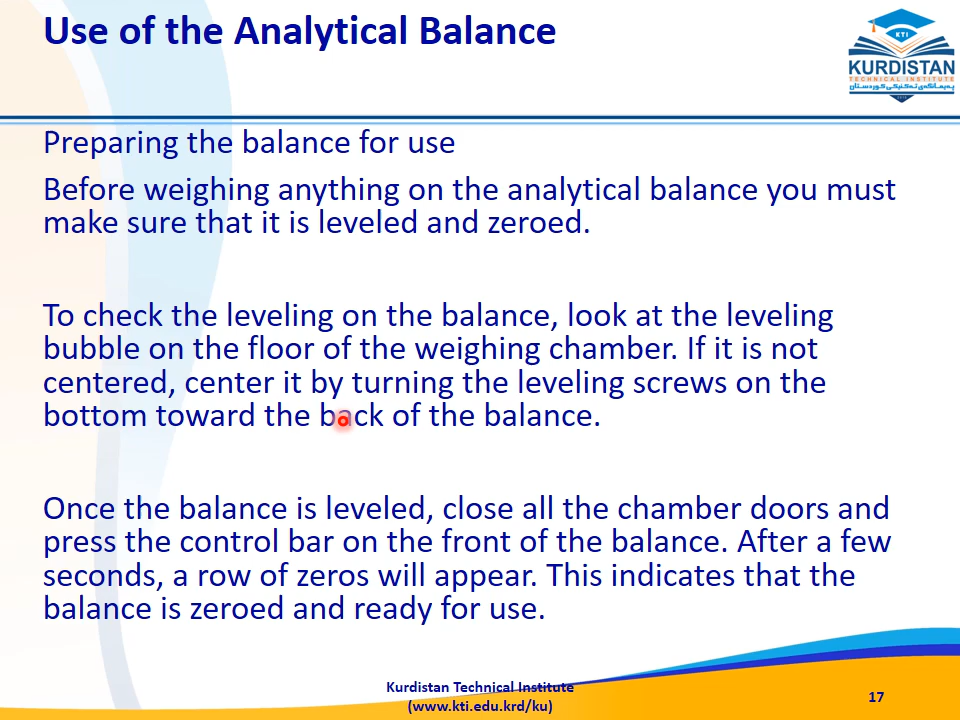 Use of the Analytical Balance
KTI
KURDISTAN
TECHNICAL INSTITUTE
پەیمانگەی تەکنیکی کوردستان
Preparing the balance for use
Before weighing anything on the analytical balance you must
make sure that it is leveled and zeroed.
To check the leveling on the balance, look at the leveling
bubble on the floor of the weighing chamber. If it is not
centered, center it by turning the leveling screws on the
bottom toward the back of the balance.
Once the balance is leveled, close all the chamber doors and
press the control bar on the front of the balance. After a few
seconds, a row of zeros will appear. This indicates that the
balance is zeroed and ready for use.
Kurdistan Technical Institute
(www.kti.edu.krd/ku)
17